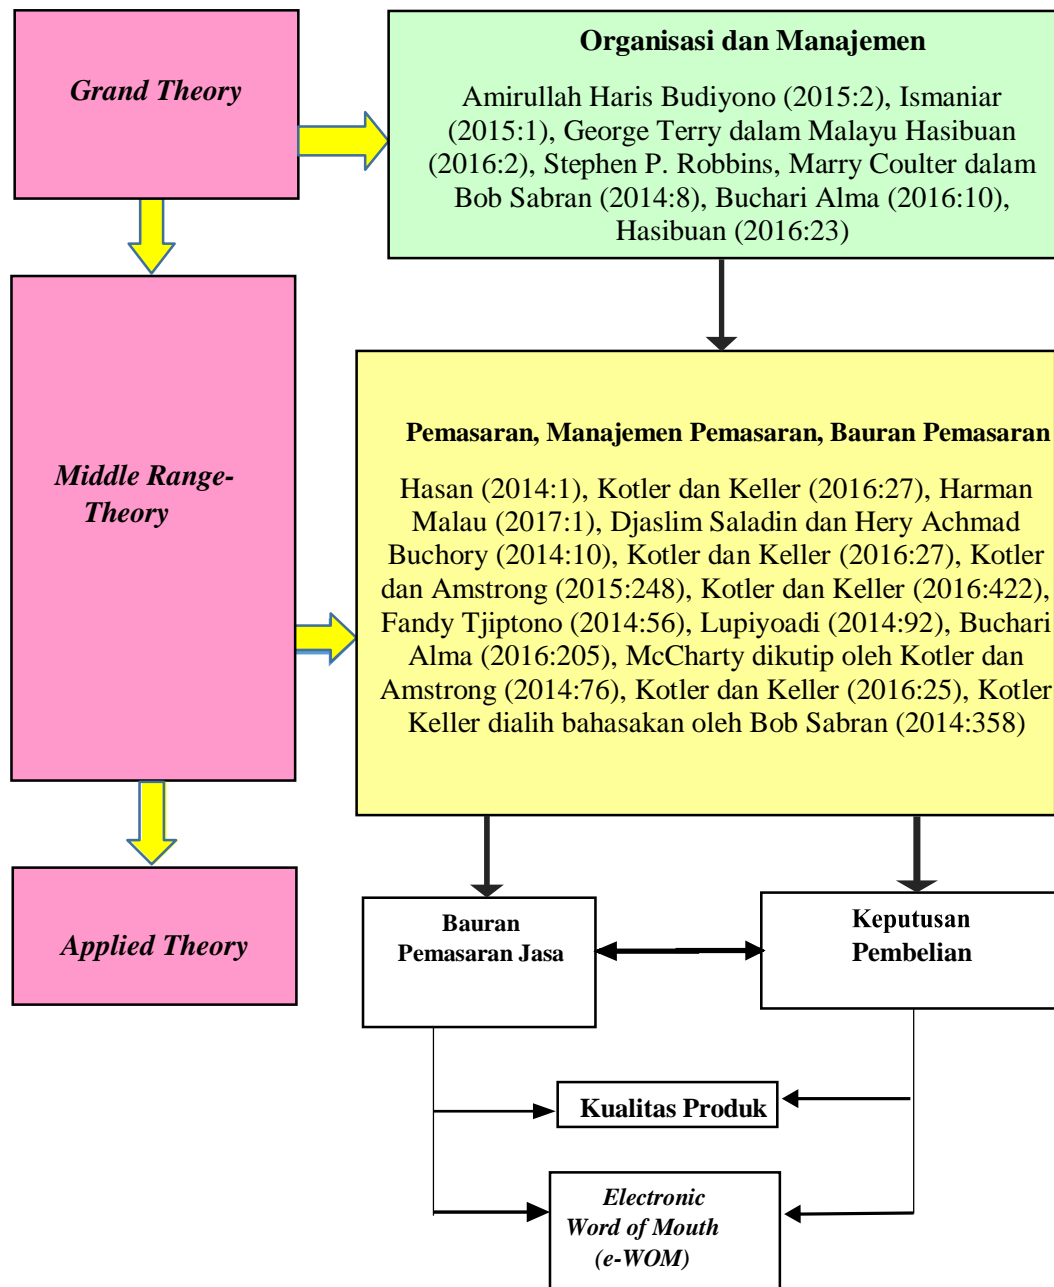 Grand Theory
Organisasi dan Manajemen
Amirullah Haris Budiyono (2015:2), Ismaniar
(2015:1), George Terry dalam Malayu Hasibuan
(2016:2), Stephen P. Robbins, Marry Coulter dalam
Bob Sabran (2014:8), Buchari Alma (2016:10),
Hasibuan (2016:23)
Middle Range-
Theory
Pemasaran, Manajemen Pemasaran, Bauran Pemasaran
Hasan (2014:1), Kotler dan Keller (2016:27), Harman
Malau (2017:1), Djaslim Saladin dan Hery Achmad
Buchory (2014:10), Kotler dan Keller (2016:27), Kotler
dan Amstrong (2015:248), Kotler dan Keller (2016:422),
Fandy Tjiptono (2014:56), Lupiyoadi (2014:92), Buchari
Alma (2016:205), McCharty dikutip oleh Kotler dan
Amstrong (2014:76), Kotler dan Keller (2016:25), Kotler
Keller dialih bahasakan oleh Bob Sabran (2014:358)
Applied Theory
Bauran
Pemasaran Jasa
Keputusan
Pembelian
Kualitas Produk
Electronic
Word of Mouth
(e-WOM)